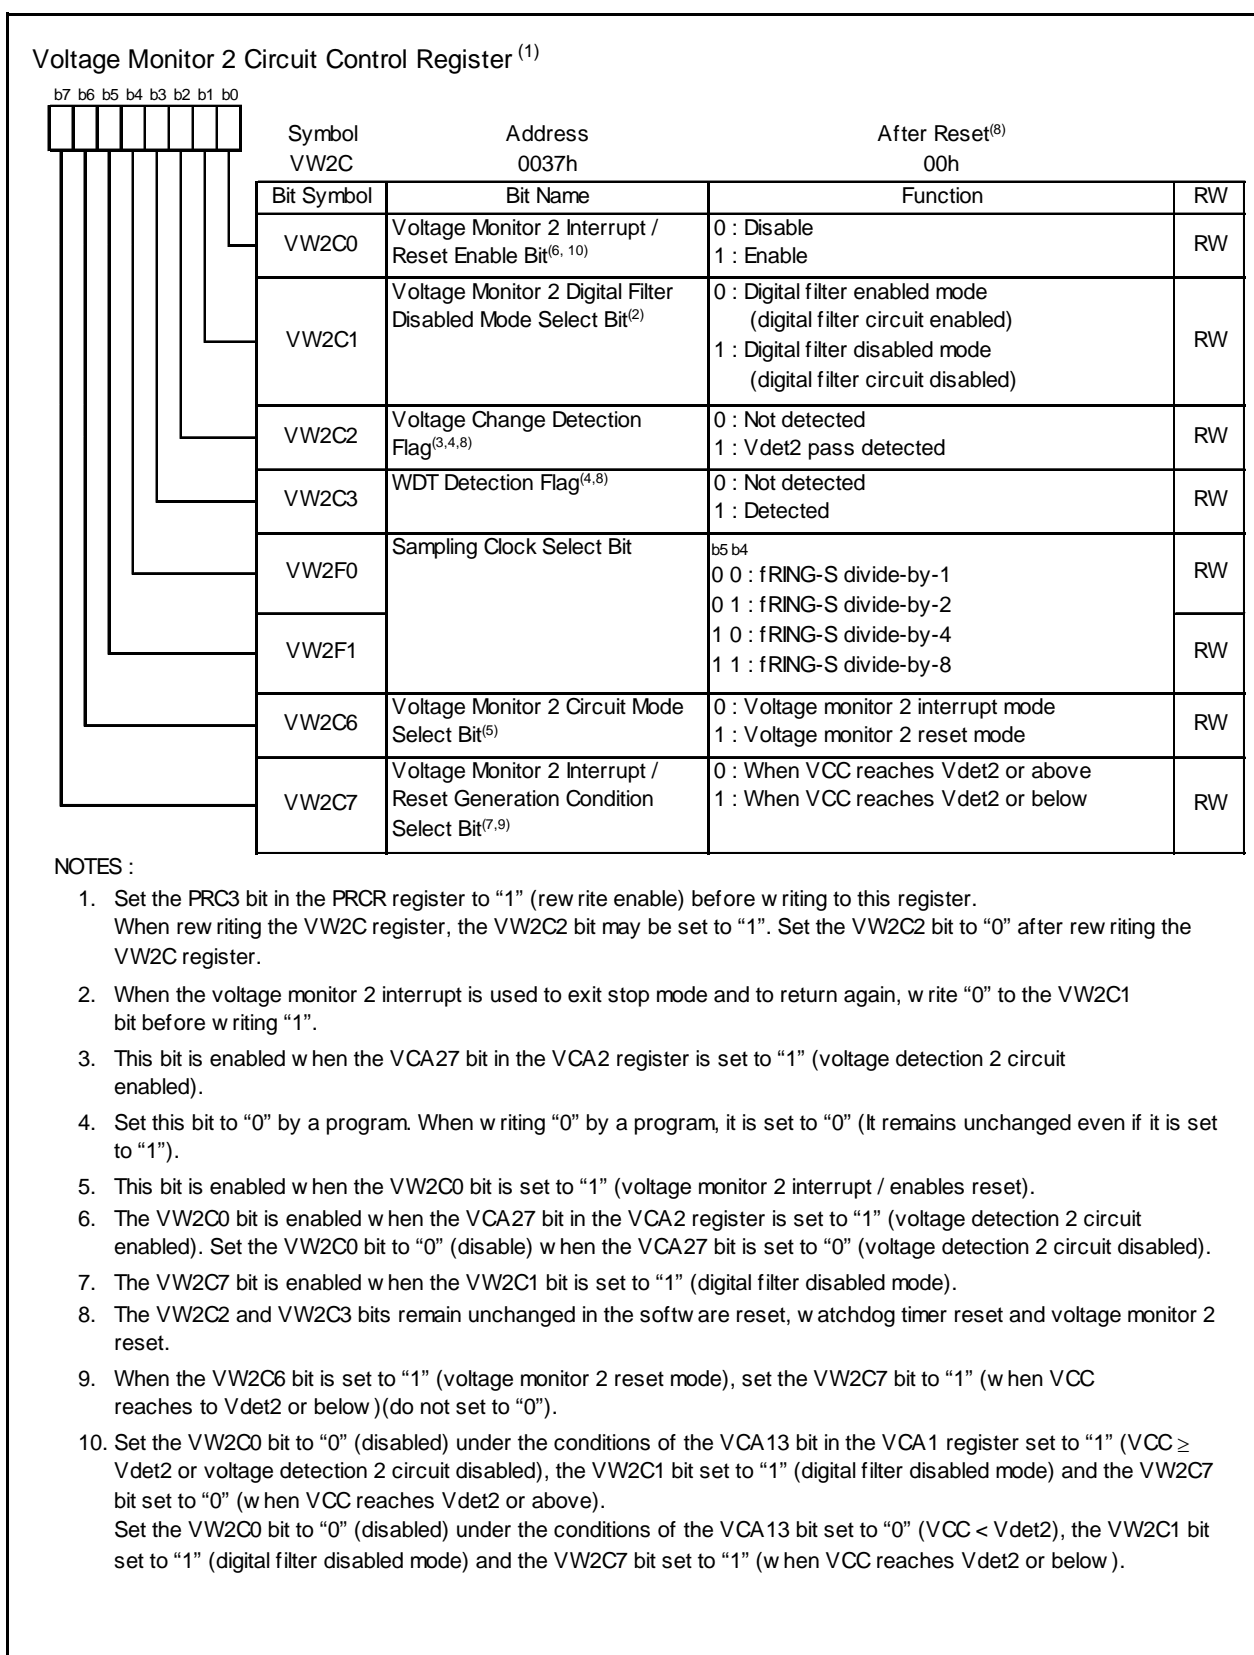 Voltage Monitor 2 Circuit Control Register (1)
b7 b6 b5 b4 b3 b2 b1 b0
Symbol Address After Reset(8)
VW2C 0037h 00h
Bit Symbol Bit Name Function RW
VW2C0 Voltage Monitor 2 Interrupt / Reset Enable Bit(6, 10) 0 : Disable RW
1 : Enable
VW2C1 Voltage Monitor 2 Digital Filter Disabled Mode Select Bit(2) 0 : Digital filter enabled mode RW
(digital filter circuit enabled)
1 : Digital filter disabled mode
(digital filter circuit disabled)
VW2C2 Voltage Change Detection Flag(3,4,8) 0 : Not detected RW
1 : Vdet2 pass detected
VW2C3 WDT Detection Flag(4,8) 0 : Not detected RW
1 : Detected
VW2F0 Sampling Clock Select Bit b5 b4 RW
0 0 : fRING-S divide-by-1
0 1 : fRING-S divide-by-2
VW2F1 1 0 : fRING-S divide-by-4 RW
1 1 : fRING-S divide-by-8
VW2C6 Voltage Monitor 2 Circuit Mode Select Bit(5) 0 : Voltage monitor 2 interrupt mode RW
1 : Voltage monitor 2 reset mode
VW2C7 Voltage Monitor 2 Interrupt / Reset Generation Condition Select Bit(7,9) 0 : When VCC reaches Vdet2 or above RW
1 : When VCC reaches Vdet2 or below
NOTES :
1. Set the PRC3 bit in the PRCR register to “1” (rewrite enable) before writing to this register.
When rewriting the VW2C register, the VW2C2 bit may be set to “1”. Set the VW2C2 bit to “0” after rewriting the
VW2C register.
2. When the voltage monitor 2 interrupt is used to exit stop mode and to return again, write “0” to the VW2C1
bit before writing “1”.
3. This bit is enabled when the VCA27 bit in the VCA2 register is set to “1” (voltage detection 2 circuit
enabled).
4. Set this bit to “0” by a program. When writing “0” by a program, it is set to “0” (It remains unchanged even if it is set
to “1”).
5. This bit is enabled when the VW2C0 bit is set to “1” (voltage monitor 2 interrupt / enables reset).
6. The VW2C0 bit is enabled when the VCA27 bit in the VCA2 register is set to “1” (voltage detection 2 circuit
enabled). Set the VW2C0 bit to “0” (disable) when the VCA27 bit is set to “0” (voltage detection 2 circuit disabled).
7. The VW2C7 bit is enabled when the VW2C1 bit is set to “1” (digital filter disabled mode).
8. The VW2C2 and VW2C3 bits remain unchanged in the software reset, watchdog timer reset and voltage monitor 2
reset.
9. When the VW2C6 bit is set to “1” (voltage monitor 2 reset mode), set the VW2C7 bit to “1” (when VCC
reaches to Vdet2 or below)(do not set to “0”).
10. Set the VW2C0 bit to “0” (disabled) under the conditions of the VCA13 bit in the VCA1 register set to “1” (VCC ≥
Vdet2 or voltage detection 2 circuit disabled), the VW2C1 bit set to “1” (digital filter disabled mode) and the VW2C7
bit set to “0” (when VCC reaches Vdet2 or above).
Set the VW2C0 bit to “0” (disabled) under the conditions of the VCA13 bit set to “0” (VCC < Vdet2), the VW2C1 bit
set to “1” (digital filter disabled mode) and the VW2C7 bit set to “1” (when VCC reaches Vdet2 or below).